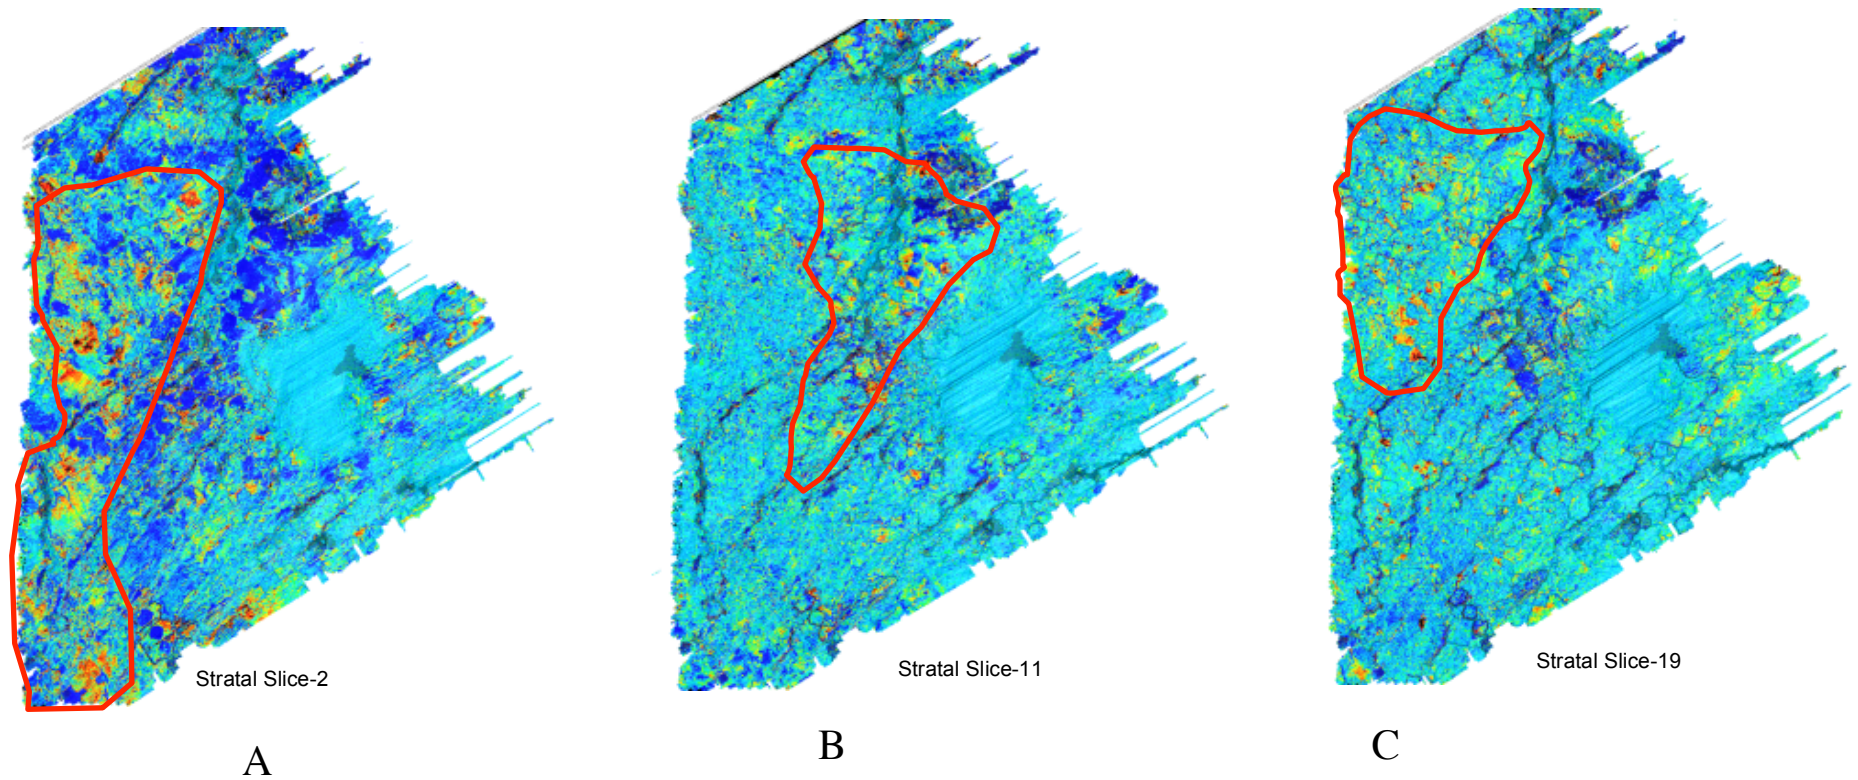 Stratal Slice-2
Stratal Slice-11
Stratal Slice-19
A
B
C